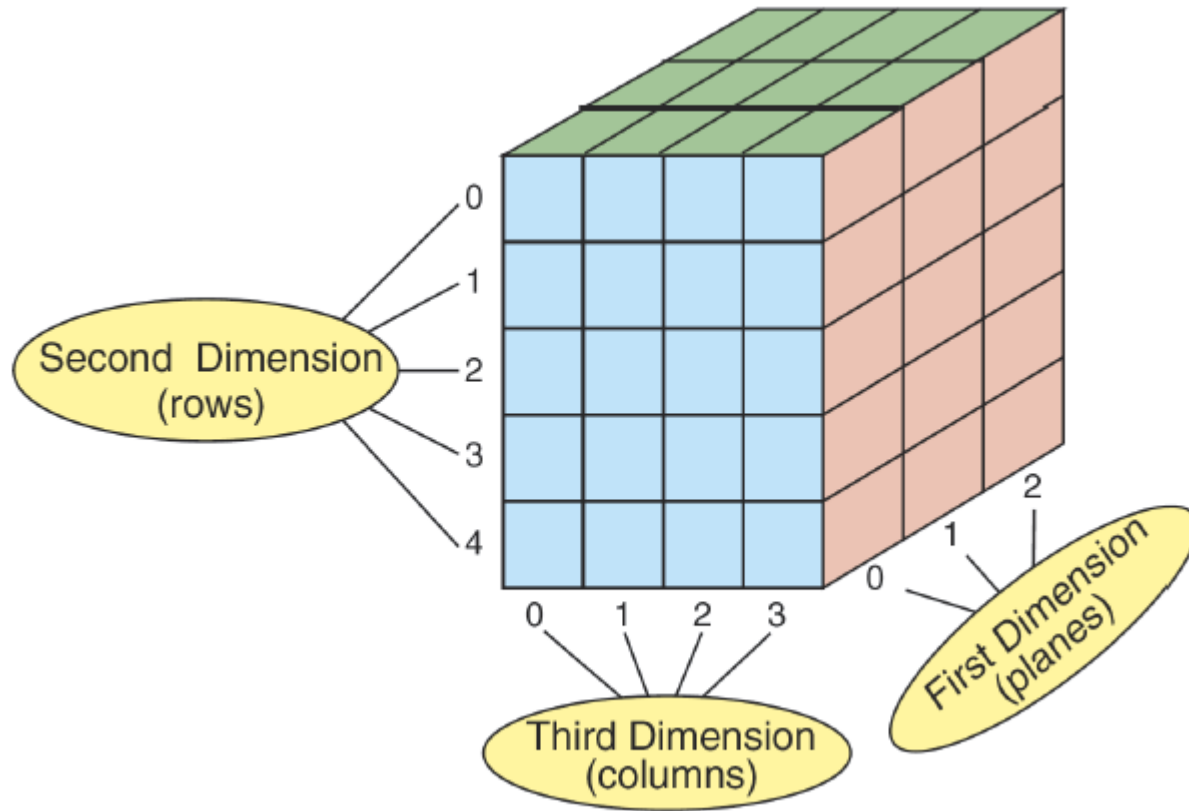 0
1
Second Dimension
(rows)
2
3
4
0 1 2 3
Third Dimension
(columns)
0
1
2
First Dimension
(planes)